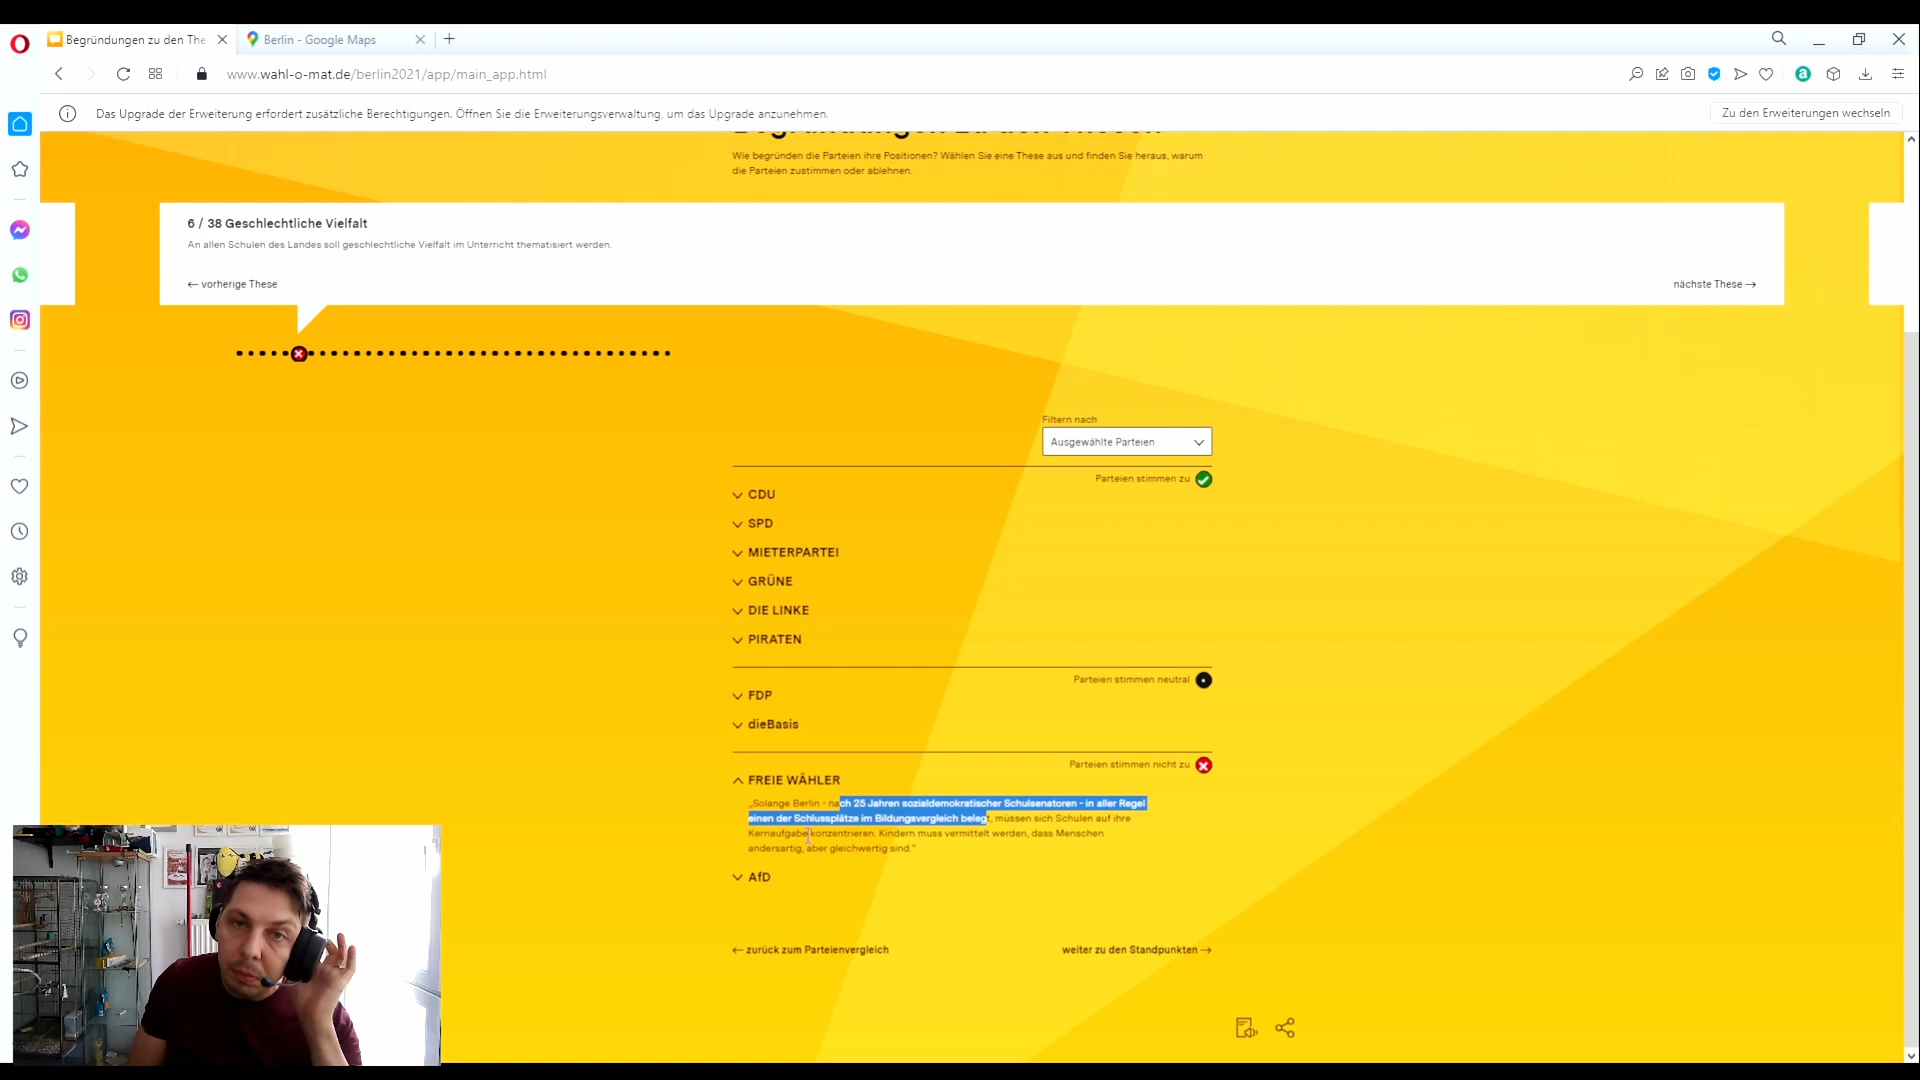 Begründungen zu den The
Berlin - Google Maps
www.wahl-o-mat.de/berlin2021/app/main_app.html
Das Upgrade der Erweiterung erfordert zusätzliche Berechtigungen. Öffnen Sie die Erweiterungsverwaltung, um das Upgrade anzunehmen.
Zu den Erweiterungen wechseln
Begründungen zu den Thesen
Wie begründen die Parteien ihre Positionen? Wählen Sie eine These aus und finden Sie heraus, warum
die Parteien zustimmen oder ablehnen.
6 / 38 Geschlechtliche Vielfalt
An allen Schulen des Landes soll geschlechtliche Vielfalt im Unterricht thematisiert werden.
← vorherige These
nächste These →
Filtern nach
Ausgewählte Parteien
Parteien stimmen zu
CDU
SPD
MIETERPARTEI
GRÜNE
DIE LINKE
PIRATEN
Parteien stimmen neutral
FDP
dieBasis
Parteien stimmen nicht zu
FREIE WÄHLER
„Solange Berlin - nach 25 Jahren sozialdemokratischer Schulsenatoren - in aller Regel
einen der Schlussplätze im Bildungsvergleich belegt, müssen sich Schulen auf ihre
Kernaufgabe konzentrieren. Kindern muss vermittelt werden, dass Menschen
andersartig, aber gleichwertig sind."
AfD
← zurück zum Parteienvergleich
weiter zu den Standpunkten →